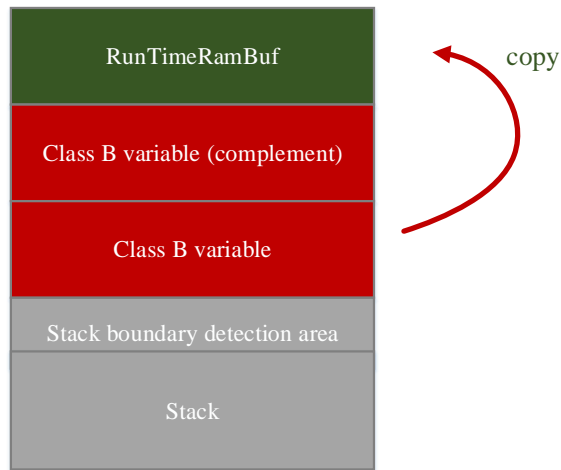 RunTimeRamBuf
copy
Class B variable (complement)
Class B variable
Stack boundary detection area
Stack